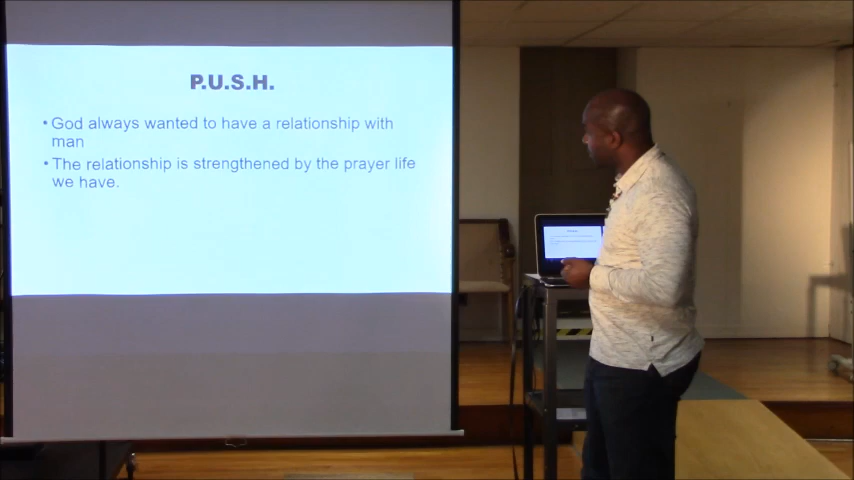 P.U.S.H.
• God always wanted to have a relationship with
man
• The relationship is strengthened by the prayer life
we have.